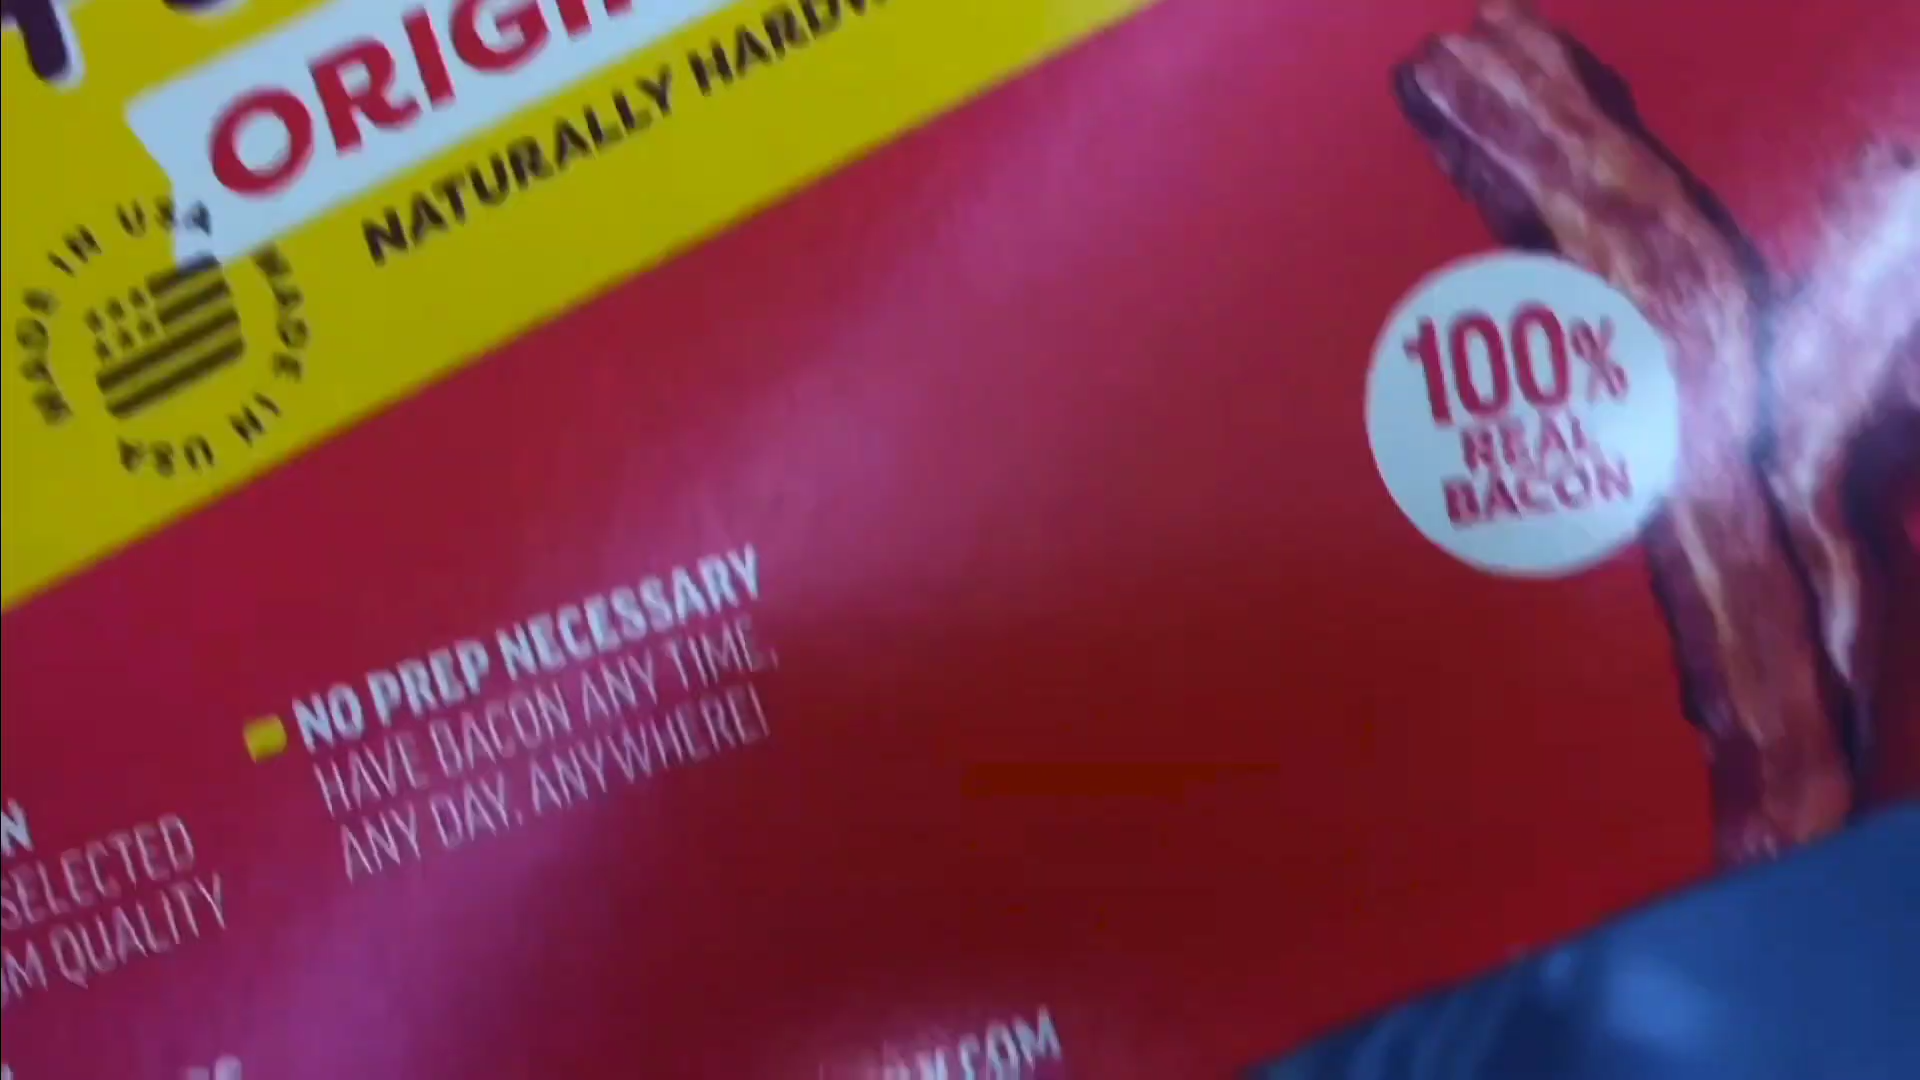 ORIGI
NATURALLY HARDW
MADE IN USA MADE IN USA
100%
REAL
BACON
NO PREP NECESSARY
HAVE BACON ANY TIME,
ANY DAY, ANYWHERE!
N
SELECTED
M QUALITY
.COM